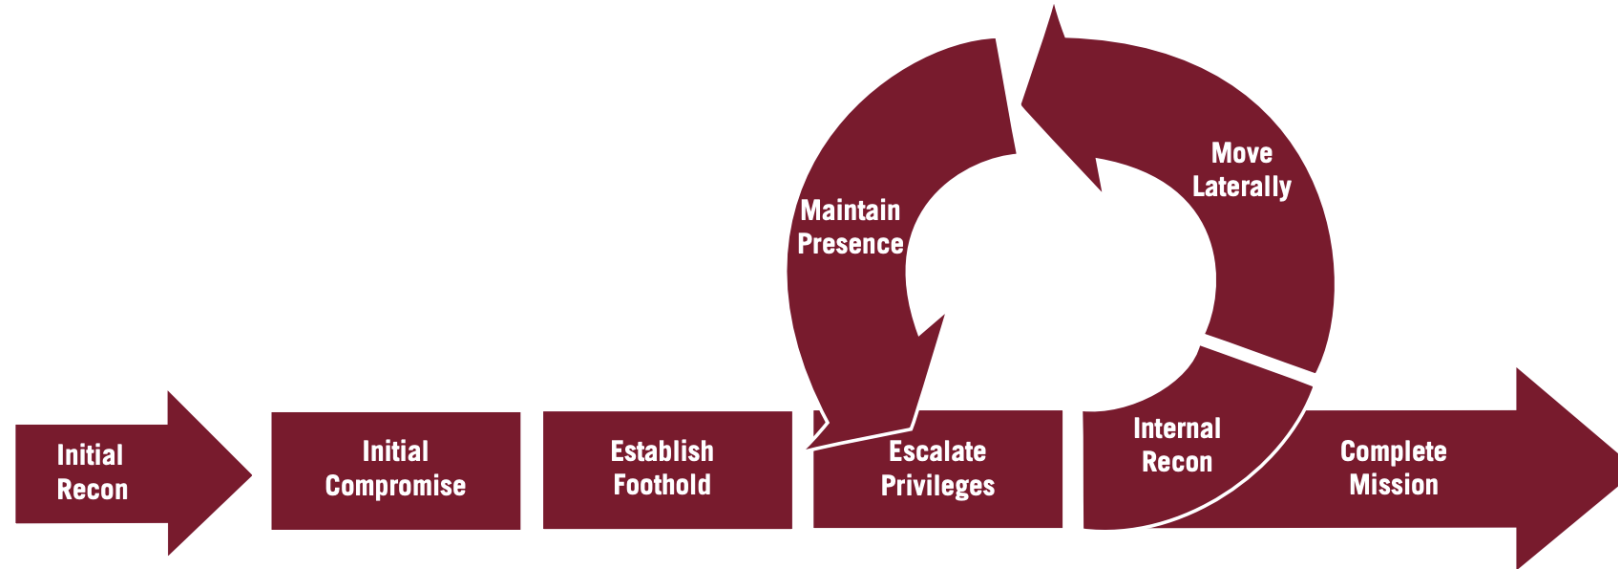 Initial
Recon
Initial
Compromise
Establish
Foothold
Escalate
Privileges
Internal
Recon
Move
Laterally
Maintain
Presence
Complete
Mission